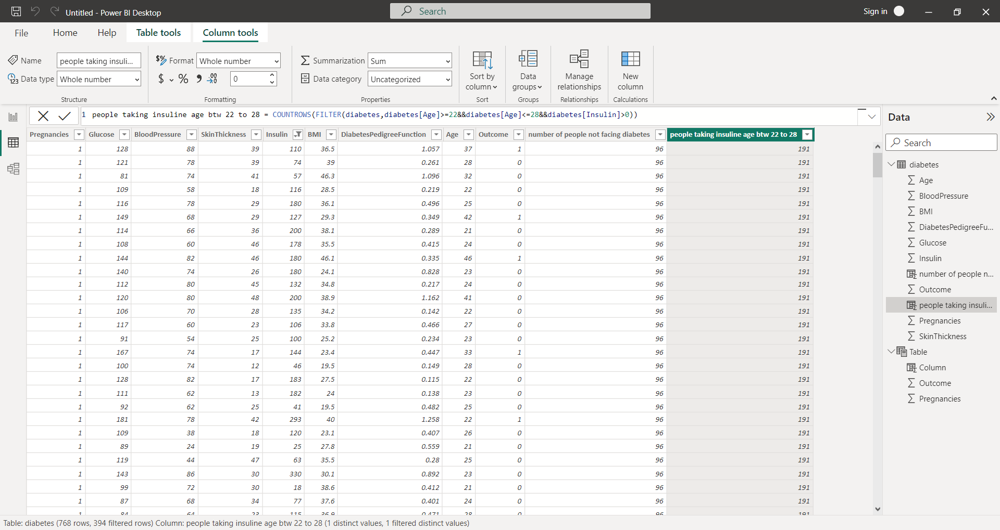 Untitled - Power BI Desktop
Search
Sign in
File Home Help Table tools Column tools
Name people taking insuli...
Data type Whole number
Structure
$% Format Whole number
$ % , .00 0
Formatting
Summarization Sum
Data category Uncategorized
Properties
Sort by column
Sort
Data groups
Groups
Manage relationships
Relationships
New column
Calculations
1 people taking insuline age btw 22 to 28 = COUNTROWS(FILTER(diabetes,diabetes[Age]>=22&&diabetes[Age]<=28&&diabetes[Insulin]>0))
Pregnancies Glucose BloodPressure SkinThickness Insulin BMI DiabetesPedigreeFunction Age Outcome number of people not facing diabetes people taking insuline age btw 22 to 28
1 128 88 39 110 36.5 1.057 37 1 96 191
1 121 78 39 74 39 0.261 28 0 96 191
1 81 74 41 57 46.3 1.096 32 0 96 191
1 109 58 18 116 28.5 0.219 22 0 96 191
1 116 78 29 180 36.1 0.496 25 0 96 191
1 149 68 29 127 29.3 0.349 42 1 96 191
1 114 66 36 200 38.1 0.289 21 0 96 191
1 108 60 46 178 35.5 0.415 24 0 96 191
1 144 82 46 180 46.1 0.335 46 1 96 191
1 140 74 26 180 24.1 0.828 23 0 96 191
1 112 80 45 132 34.8 0.217 24 0 96 191
1 120 80 48 200 38.9 1.162 41 0 96 191
1 106 70 28 135 34.2 0.142 22 0 96 191
1 117 60 23 106 33.8 0.466 27 0 96 191
1 91 54 25 100 25.2 0.234 23 0 96 191
1 167 74 17 144 23.4 0.447 33 1 96 191
1 100 74 12 46 19.5 0.149 28 0 96 191
1 128 82 17 183 27.5 0.115 22 0 96 191
1 111 62 13 182 24 0.138 23 0 96 191
1 92 62 25 41 19.5 0.482 25 0 96 191
1 181 78 42 293 40 1.258 22 1 96 191
1 109 38 18 120 23.1 0.407 26 0 96 191
1 89 24 19 25 27.8 0.559 21 0 96 191
1 119 44 47 63 35.5 0.28 25 0 96 191
1 143 86 30 330 30.1 0.892 23 0 96 191
1 99 72 30 18 38.6 0.412 21 0 96 191
1 87 68 34 77 37.6 0.401 24 0 96 191
1 84 64 23 115 36.9 0.471 28 0 96 191
Data
Search
diabetes
Age
BloodPressure
BMI
DiabetesPedigreeFu...
Glucose
Insulin
number of people n...
Outcome
people taking insuli...
Pregnancies
SkinThickness
Table
Column
Outcome
Pregnancies
Table: diabetes (768 rows, 394 filtered rows) Column: people taking insuline age btw 22 to 28 (1 distinct values, 1 filtered distinct values)